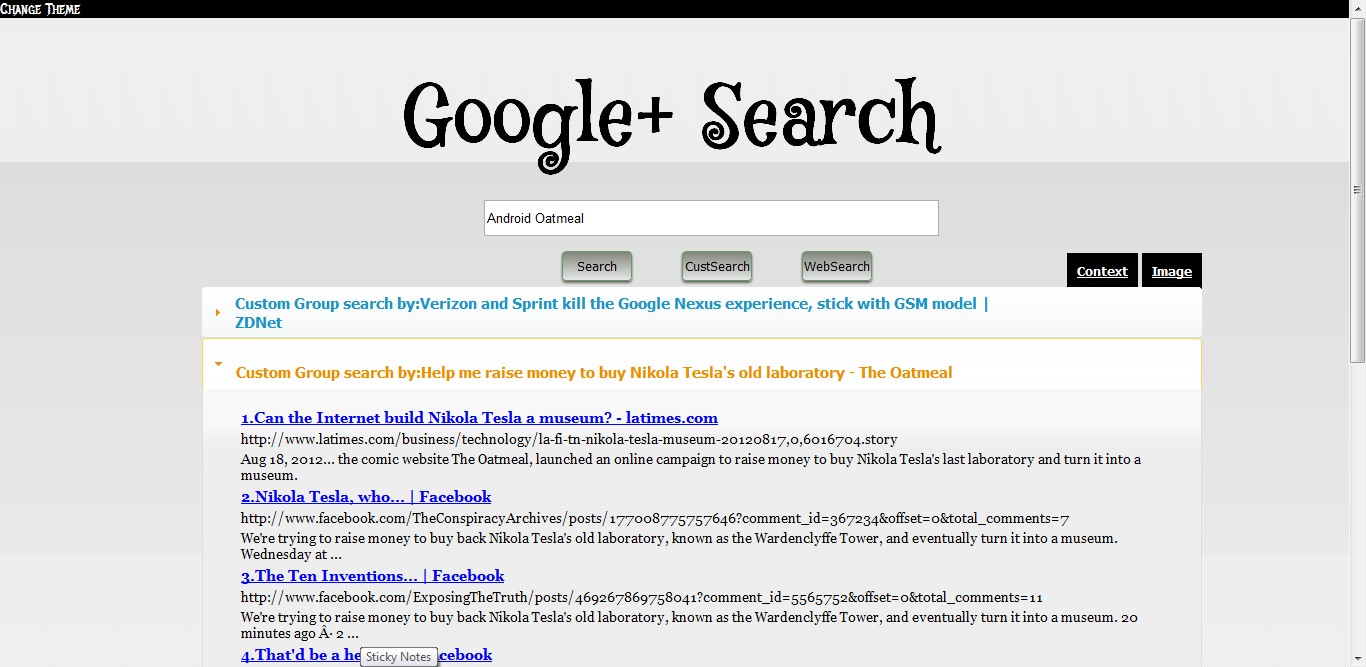 Change Theme
Google+ Search
Android Oatmeal
Search CustSearch WebSearch
Context Image
Custom Group search by:Verizon and Sprint kill the Google Nexus experience, stick with GSM model |
ZDNet
Custom Group search by:Help me raise money to buy Nikola Tesla's old laboratory - The Oatmeal
1.Can the Internet build Nikola Tesla a museum? - latimes.com
http://www.latimes.com/business/technology/la-fi-tn-nikola-tesla-museum-20120817,0,6016704.story
Aug 18, 2012... the comic website The Oatmeal, launched an online campaign to raise money to buy Nikola Tesla's last laboratory and turn it into a
museum.
2.Nikola Tesla, who... | Facebook
http://www.facebook.com/TheConspiracyArchives/posts/177008775757646?comment_id=367234&offset=0&total_comments=7
We're trying to raise money to buy back Nikola Tesla's old laboratory, known as the Wardenclyffe Tower, and eventually turn it into a museum.
Wednesday at ...
3.The Ten Inventions... | Facebook
http://www.facebook.com/ExposingTheTruth/posts/469267869758041?comment_id=5565752&offset=0&total_comments=11
We're trying to raise money to buy back Nikola Tesla's old laboratory, known as the Wardenclyffe Tower, and eventually turn it into a museum. 20
minutes ago Â· 2 ...
4.That'd be a
Sticky Notes